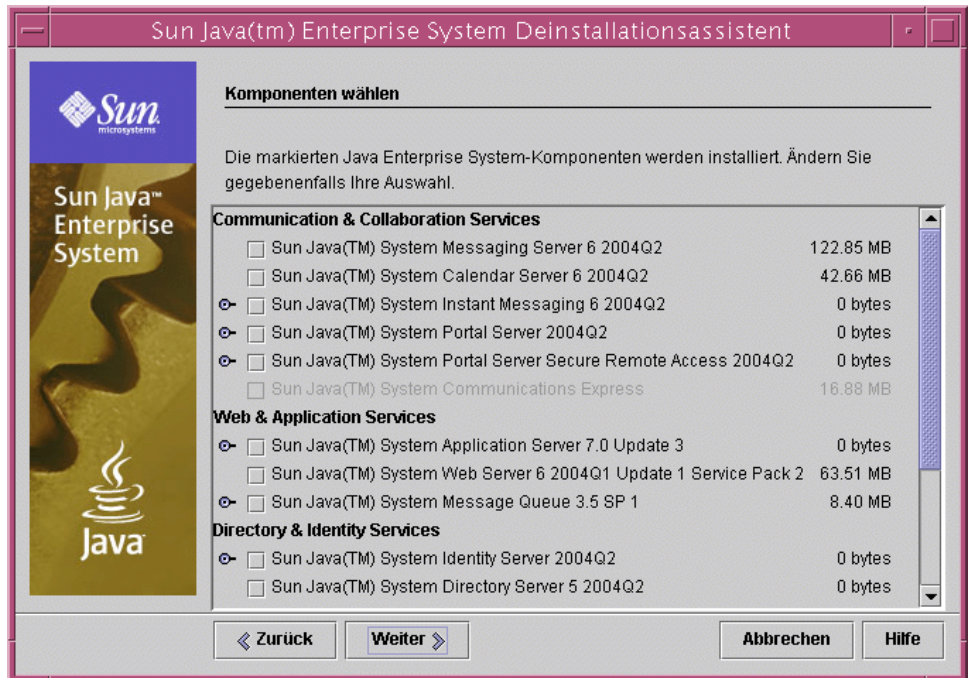 Sun Java(tm) Enterprise System Deinstallationsassistent
Sun
microsystems
Sun Java™
Enterprise
System
Java
Komponenten wählen
Die markierten Java Enterprise System-Komponenten werden installiert. Ändern Sie
gegebenenfalls Ihre Auswahl.
Communication & Collaboration Services
Sun Java(TM) System Messaging Server 6 2004Q2 122.85 MB
Sun Java(TM) System Calendar Server 6 2004Q2 42.66 MB
Sun Java(TM) System Instant Messaging 6 2004Q2 0 bytes
Sun Java(TM) System Portal Server 2004Q2 0 bytes
Sun Java(TM) System Portal Server Secure Remote Access 2004Q2 0 bytes
Sun Java(TM) System Communications Express 16.88 MB
Web & Application Services
Sun Java(TM) System Application Server 7.0 Update 3 0 bytes
Sun Java(TM) System Web Server 6 2004Q1 Update 1 Service Pack 2 63.51 MB
Sun Java(TM) System Message Queue 3.5 SP 1 8.40 MB
Directory & Identity Services
Sun Java(TM) System Identity Server 2004Q2 0 bytes
Sun Java(TM) System Directory Server 5 2004Q2 0 bytes
Zurück Weiter Abbrechen Hilfe